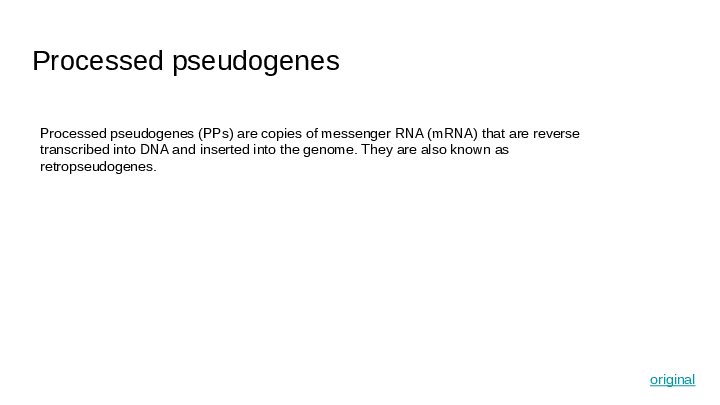 Processed pseudogenes
Processed pseudogenes (PPs) are copies of messenger RNA (mRNA) that are reverse
transcribed into DNA and inserted into the genome. They are also known as
retropseudogenes.
original